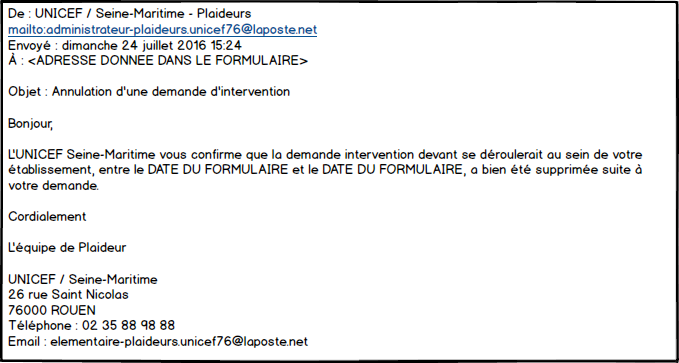 De : UNICEF / Seine-Maritime - Plaideurs
mailto:administrateur-plaideurs.unicef76@laposte.net
Envoyé : dimanche 24 juillet 2016 15:24
À : <ADRESSE DONNEE DANS LE FORMULAIRE>
Objet : Annulation d'une demande d'intervention
Bonjour,
L'UNICEF Seine-Maritime vous confirme que la demande intervention devant se déroulerait au sein de votre
établissement, entre le DATE DU FORMULAIRE et le DATE DU FORMULAIRE, a bien été supprimée suite à
votre demande.
Cordialement
L'équipe de Plaideur
UNICEF / Seine-Maritime
26 rue Saint Nicolas
76000 ROUEN
Téléphone : 02 35 88 98 88
Email : elementaire-plaideurs.unicef76@laposte.net